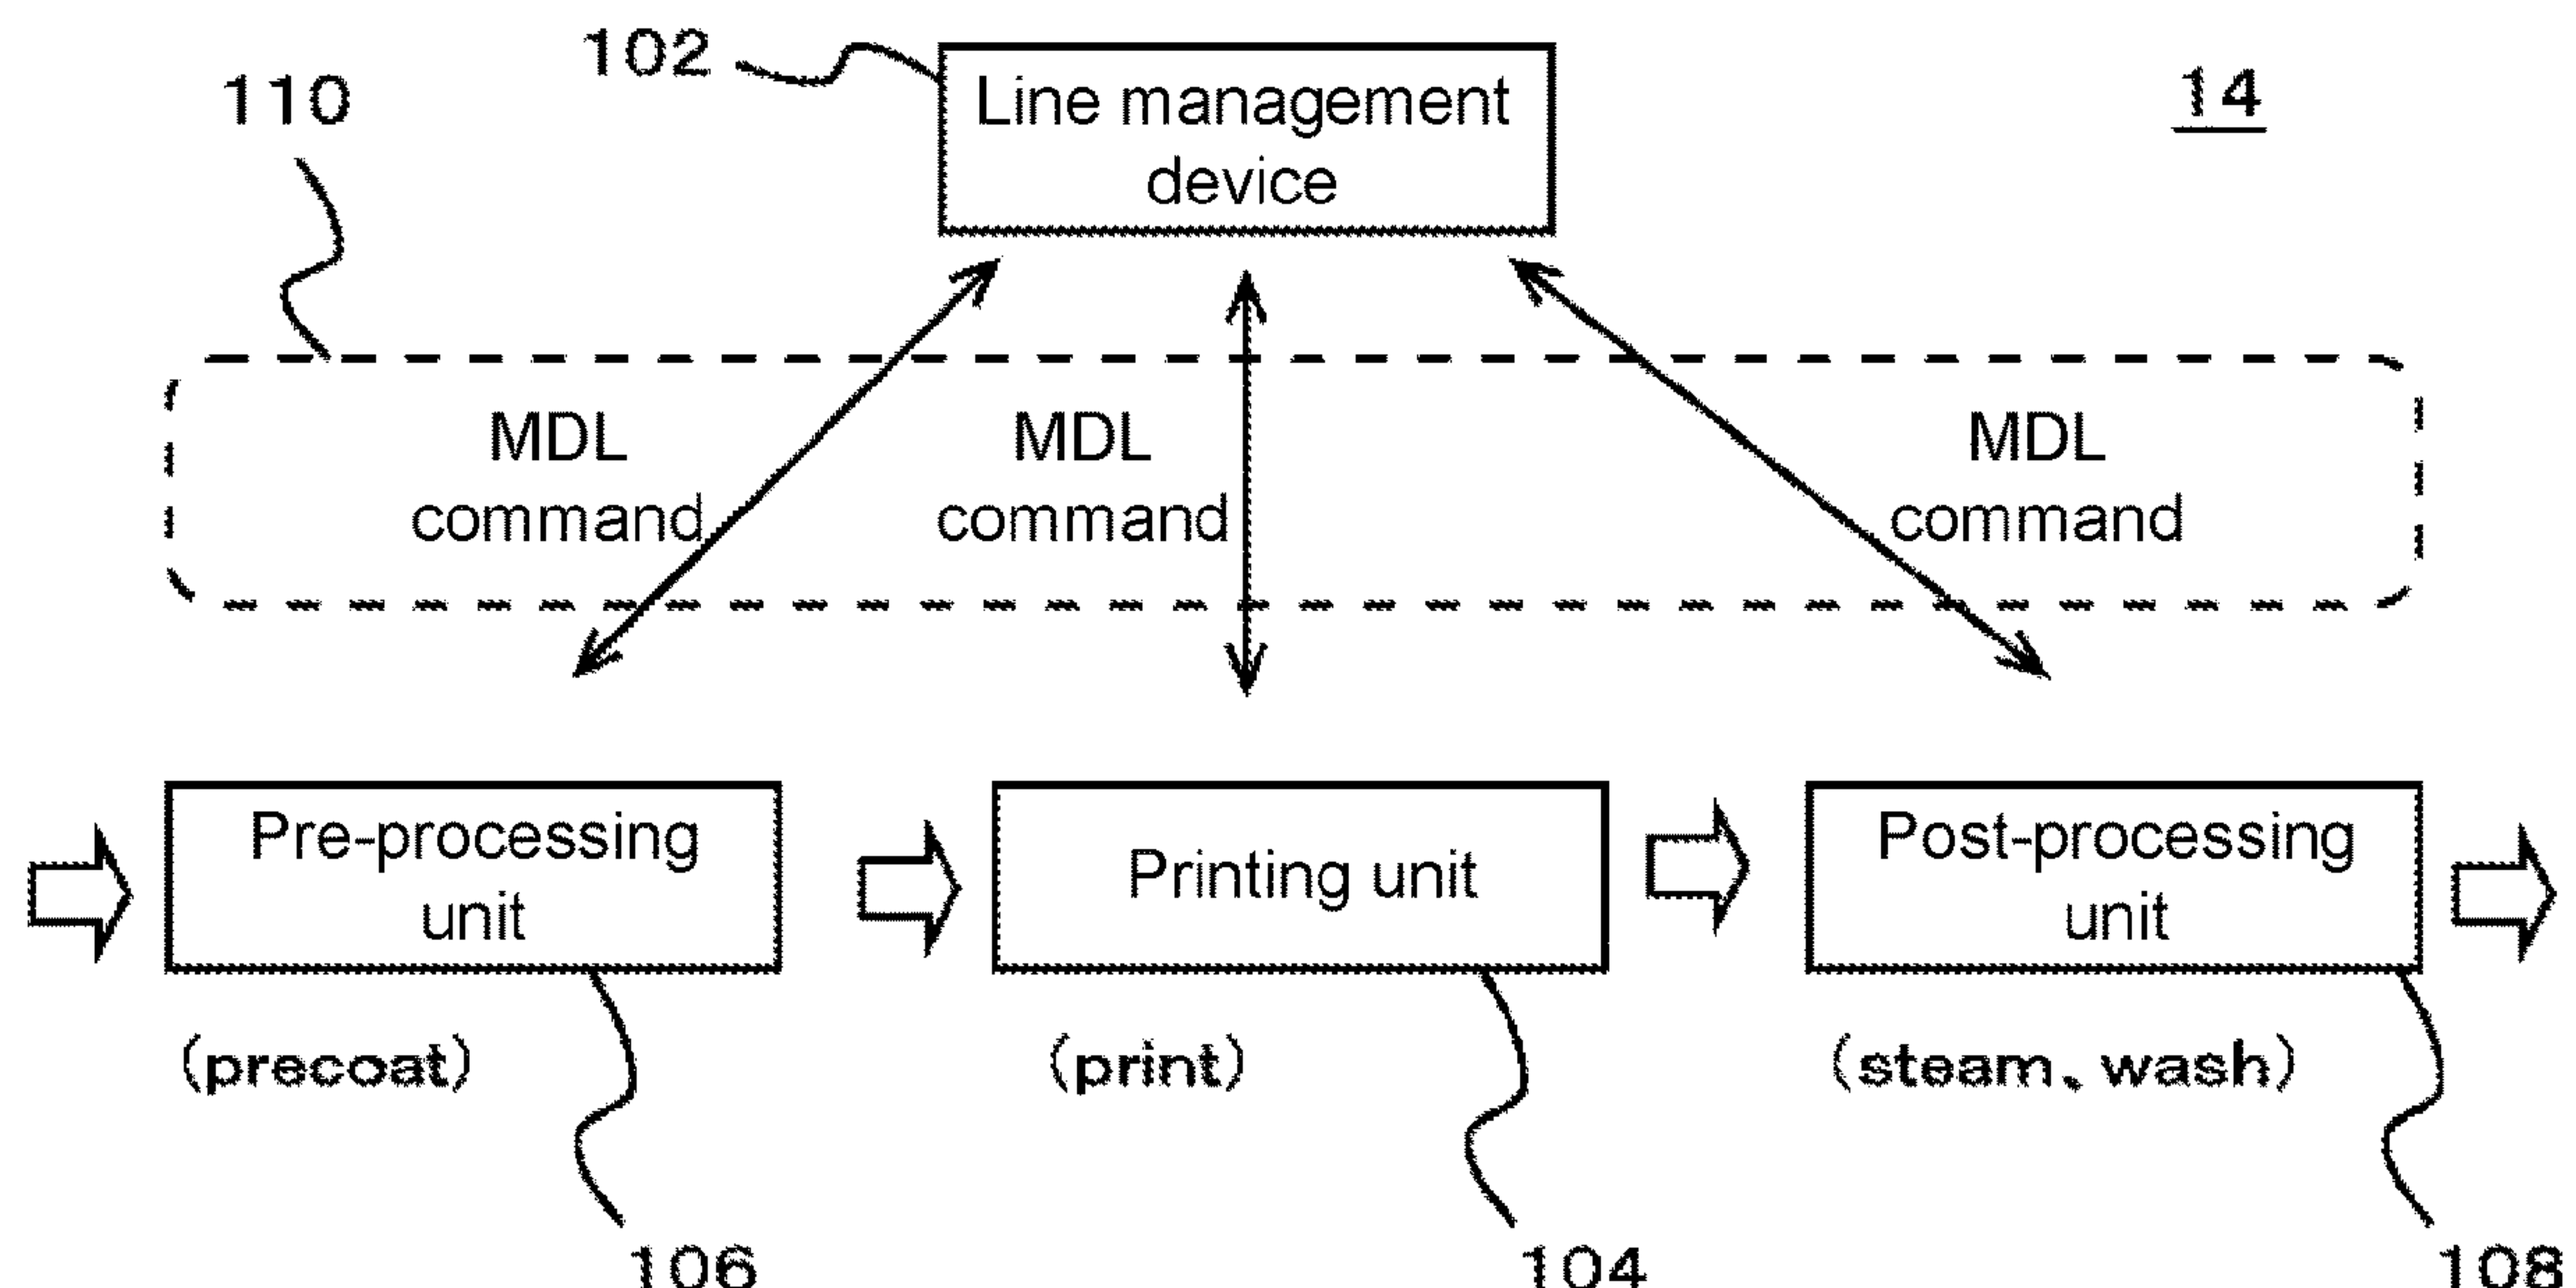 102
110
Line management
device
14
MDL
command
MDL
command
MDL
command
Pre-processing
unit
Printing unit
Post-processing
unit
(precoat)
(print)
(steam、wash)
106
104
108